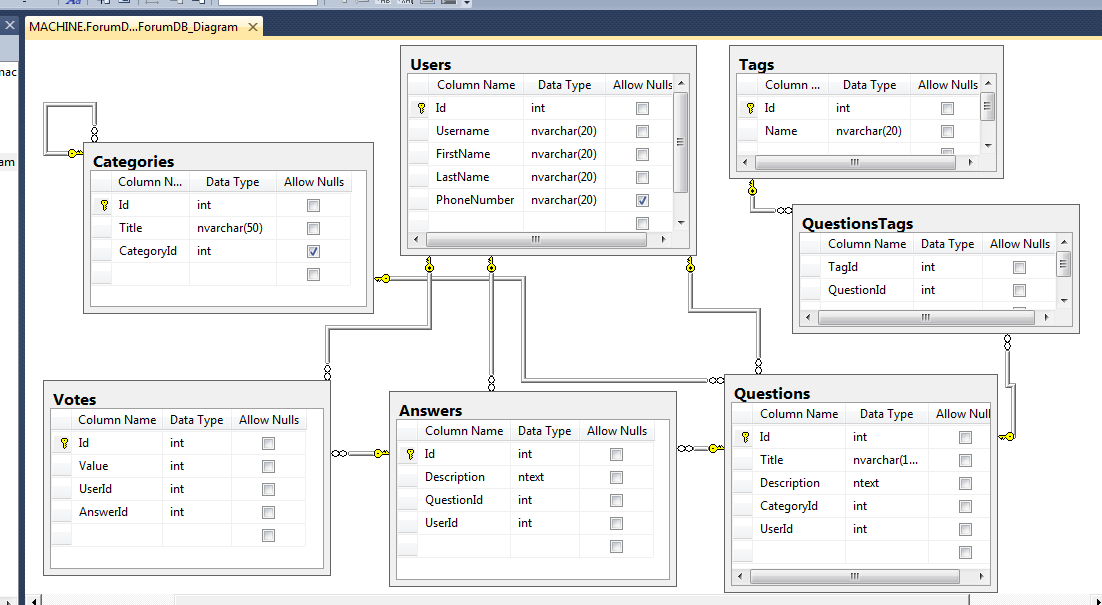 MACHINE.ForumD...ForumDB_Diagram
Users
Column Name Data Type Allow Nulls
Id int
Username nvarchar(20)
FirstName nvarchar(20)
LastName nvarchar(20)
PhoneNumber nvarchar(20)
Tags
Column ... Data Type Allow Nulls
Id int
Name nvarchar(20)
Categories
Column N... Data Type Allow Nulls
Id int
Title nvarchar(50)
CategoryId int
QuestionsTags
Column Name Data Type Allow Nulls
TagId int
QuestionId int
Votes
Column Name Data Type Allow Nulls
Id int
Value int
UserId int
AnswerId int
Answers
Column Name Data Type Allow Nulls
Id int
Description ntext
QuestionId int
UserId int
Questions
Column Name Data Type Allow Null
Id int
Title nvarchar(1...
Description ntext
CategoryId int
UserId int